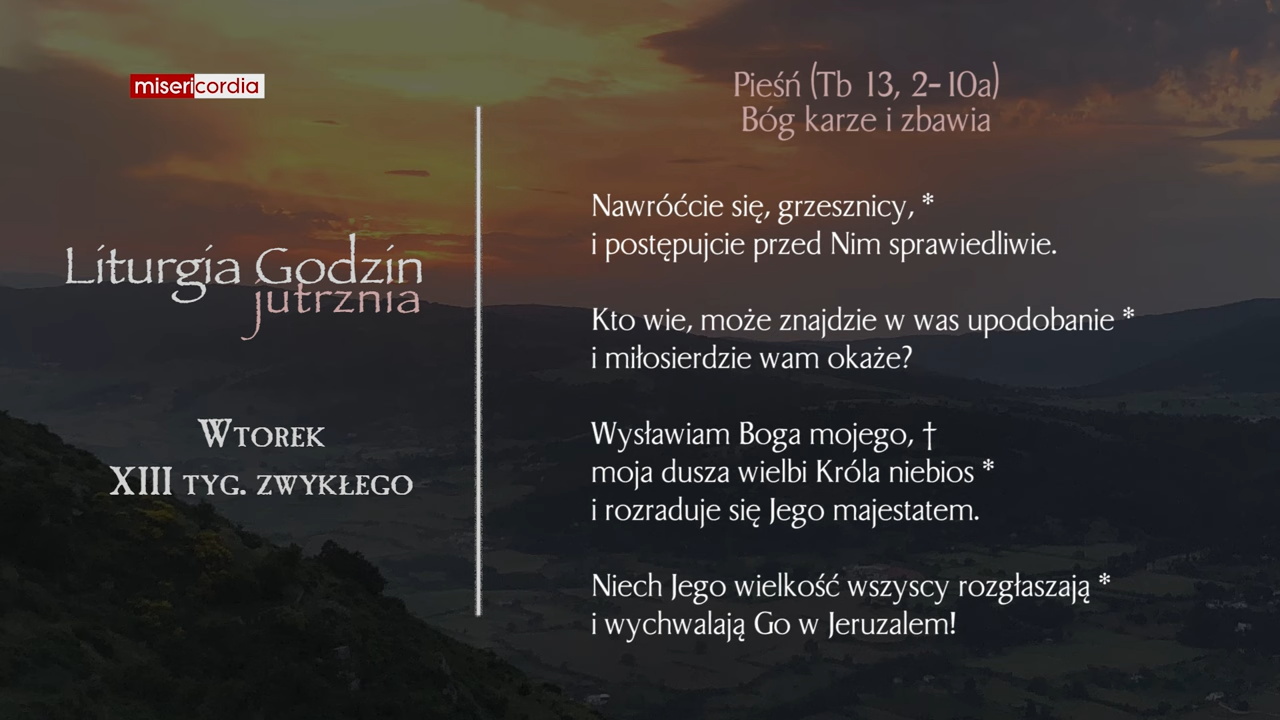 misericordia
Liturgia Godzin
jutrznia
Wtorek
XIII tyg. zwykłego
Pieśń (Tb 13, 2-10a)
Bóg karze i zbawia
Nawróćcie się, grzesznicy, *
i postępujcie przed Nim sprawiedliwie.
Kto wie, może znajdzie w was upodobanie *
i miłosierdzie wam okaże?
Wysławiam Boga mojego, †
moja dusza wielbi Króla niebios *
i rozraduje się Jego majestatem.
Niech Jego wielkość wszyscy rozgłaszają *
i wychwalają Go w Jeruzalem!